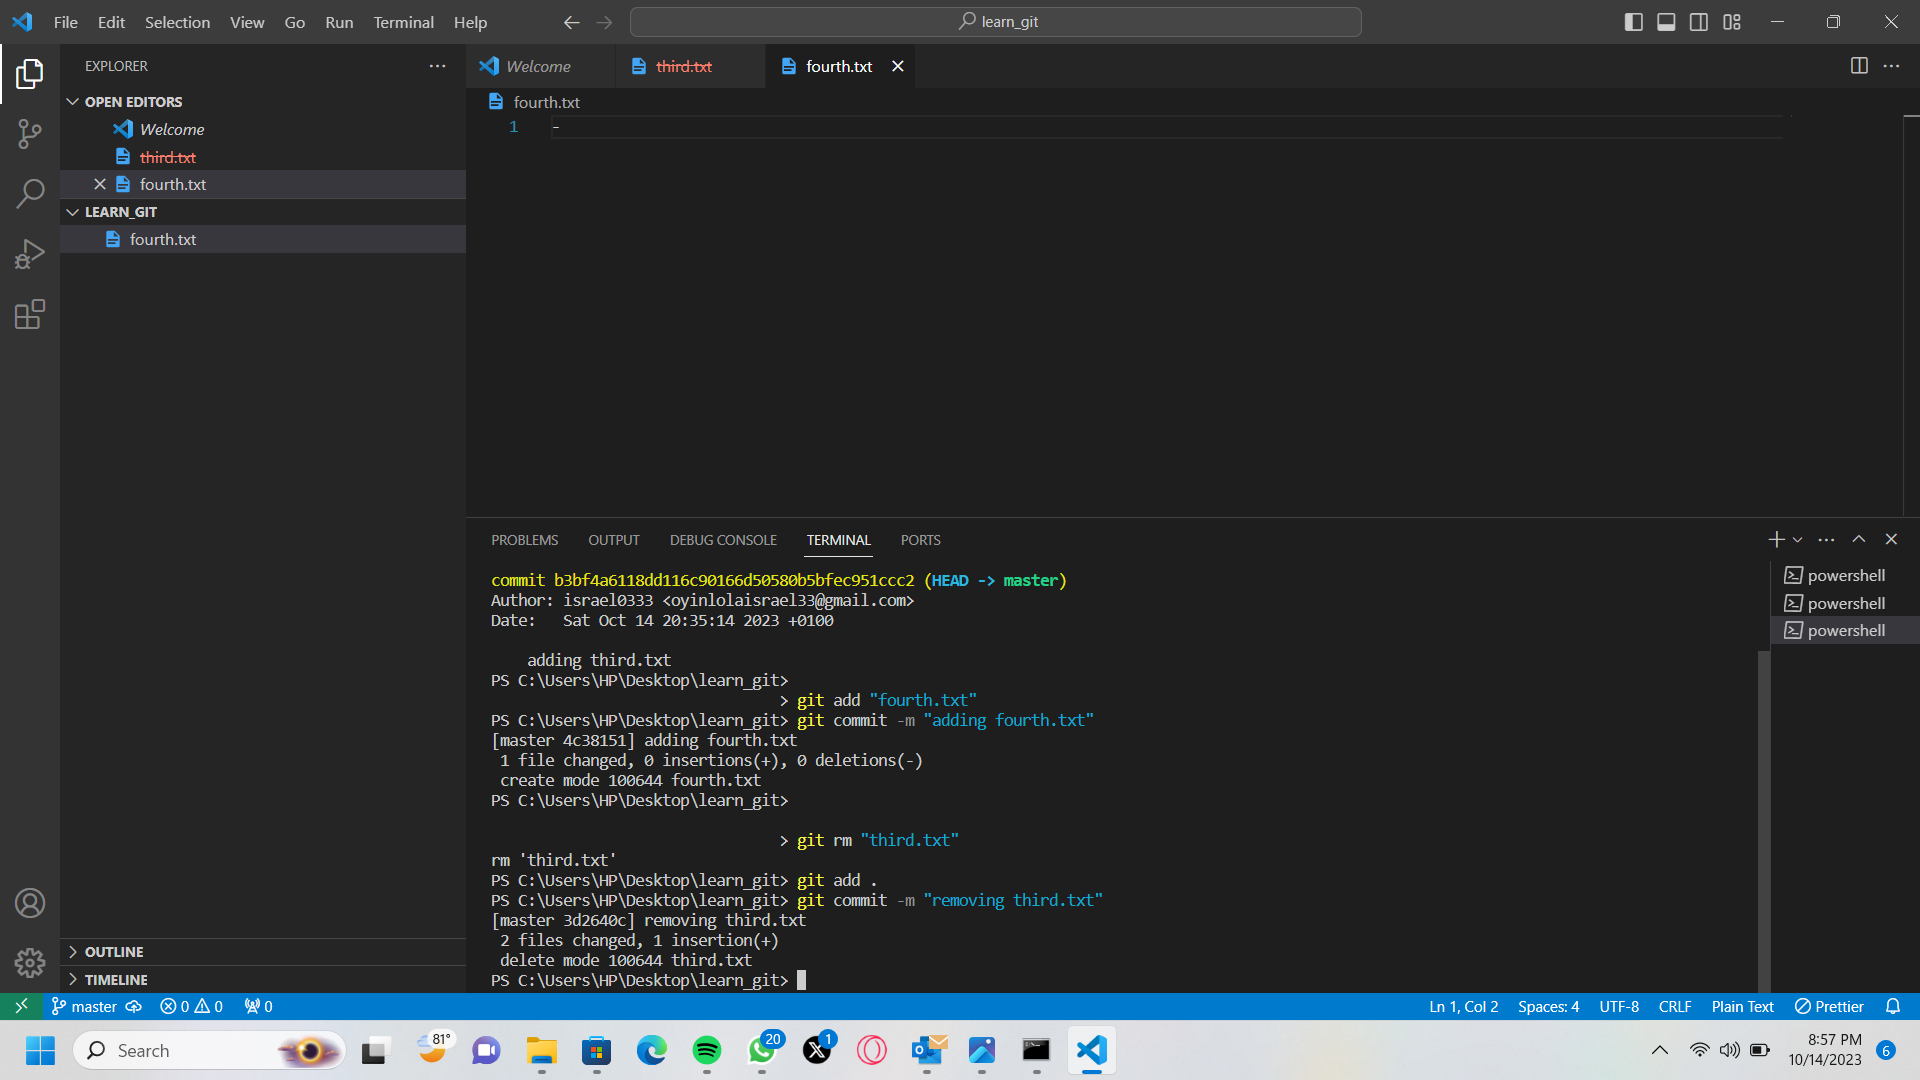 File Edit Selection View Go Run Terminal Help
learn_git
EXPLORER
OPEN EDITORS
Welcome
third.txt
fourth.txt
LEARN_GIT
fourth.txt
OUTLINE
TIMELINE
Welcome third.txt fourth.txt
fourth.txt
1 -
PROBLEMS OUTPUT DEBUG CONSOLE TERMINAL PORTS
commit b3bf4a6118dd116c90166d50580b5bfec951ccc2 (HEAD -> master)
Author: israel0333 <oyinlolaisrael33@gmail.com>
Date:   Sat Oct 14 20:35:14 2023 +0100
    adding third.txt
PS C:\Users\HP\Desktop\learn_git>
> git add "fourth.txt"
PS C:\Users\HP\Desktop\learn_git> git commit -m "adding fourth.txt"
[master 4c38151] adding fourth.txt
 1 file changed, 0 insertions(+), 0 deletions(-)
 create mode 100644 fourth.txt
PS C:\Users\HP\Desktop\learn_git>
> git rm "third.txt"
rm 'third.txt'
PS C:\Users\HP\Desktop\learn_git> git add .
PS C:\Users\HP\Desktop\learn_git> git commit -m "removing third.txt"
[master 3d2640c] removing third.txt
 2 files changed, 1 insertion(+)
 delete mode 100644 third.txt
PS C:\Users\HP\Desktop\learn_git>
powershell
powershell
powershell
master 0 0 0 Ln 1, Col 2 Spaces: 4 UTF-8 CRLF Plain Text Prettier
Search 81° 20 1 8:57 PM
10/14/2023 6